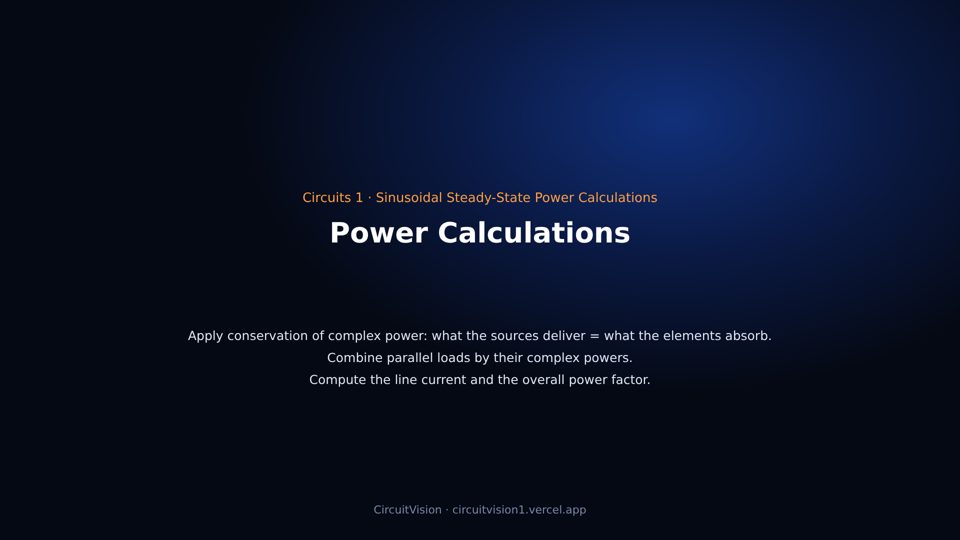 Circuits 1 · Sinusoidal Steady-State Power Calculations
Power Calculations
Apply conservation of complex power: what the sources deliver = what the elements absorb.
Combine parallel loads by their complex powers.
Compute the line current and the overall power factor.
CircuitVision · circuitvision1.vercel.app